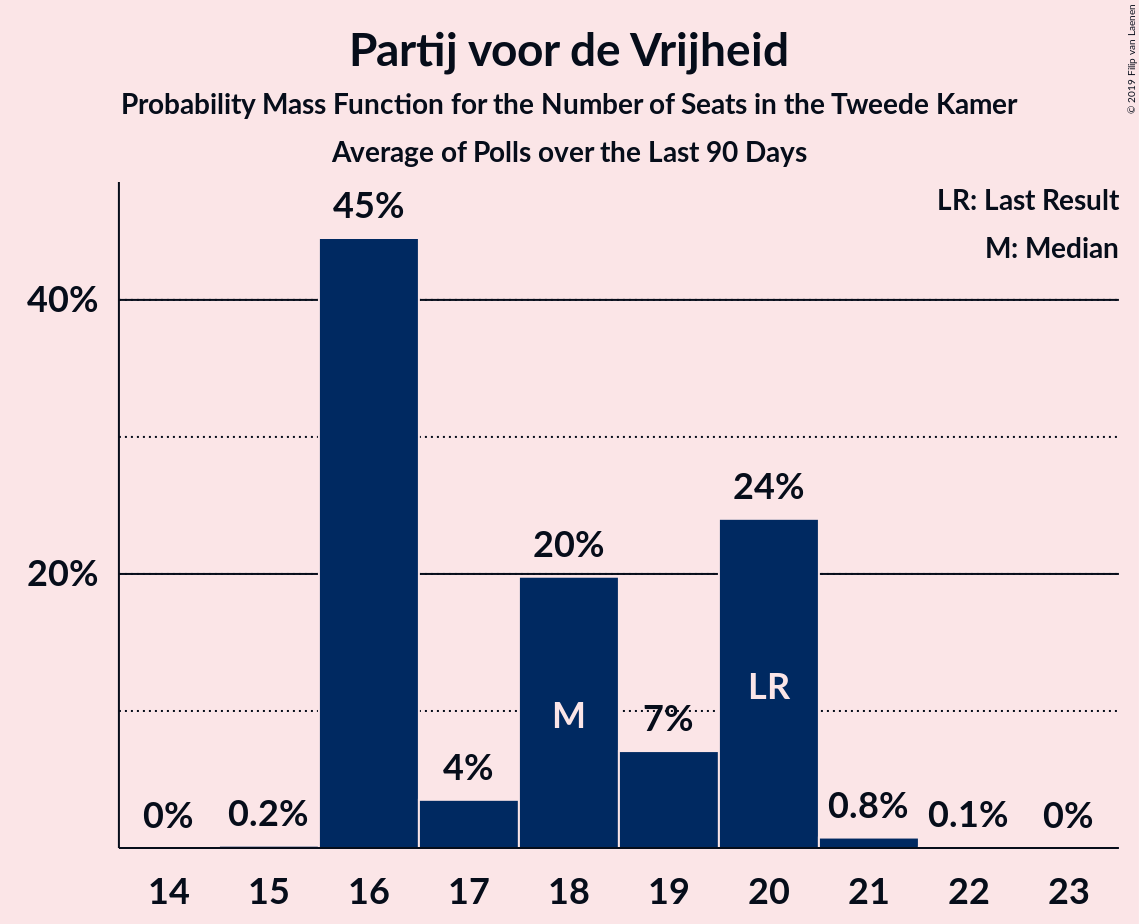 Partij voor de Vrijheid
Probability Mass Function for the Number of Seats in the Tweede Kamer
Average of Polls over the Last 90 Days
© 2019 Filip van Laenen
LR: Last Result
M: Median
45%
40%
24%
20%
20%
LR
M
7%
4%
0%
0.2%
0.8%
0.1%
0%
14 15 16 17 18 19 20 21 22 23